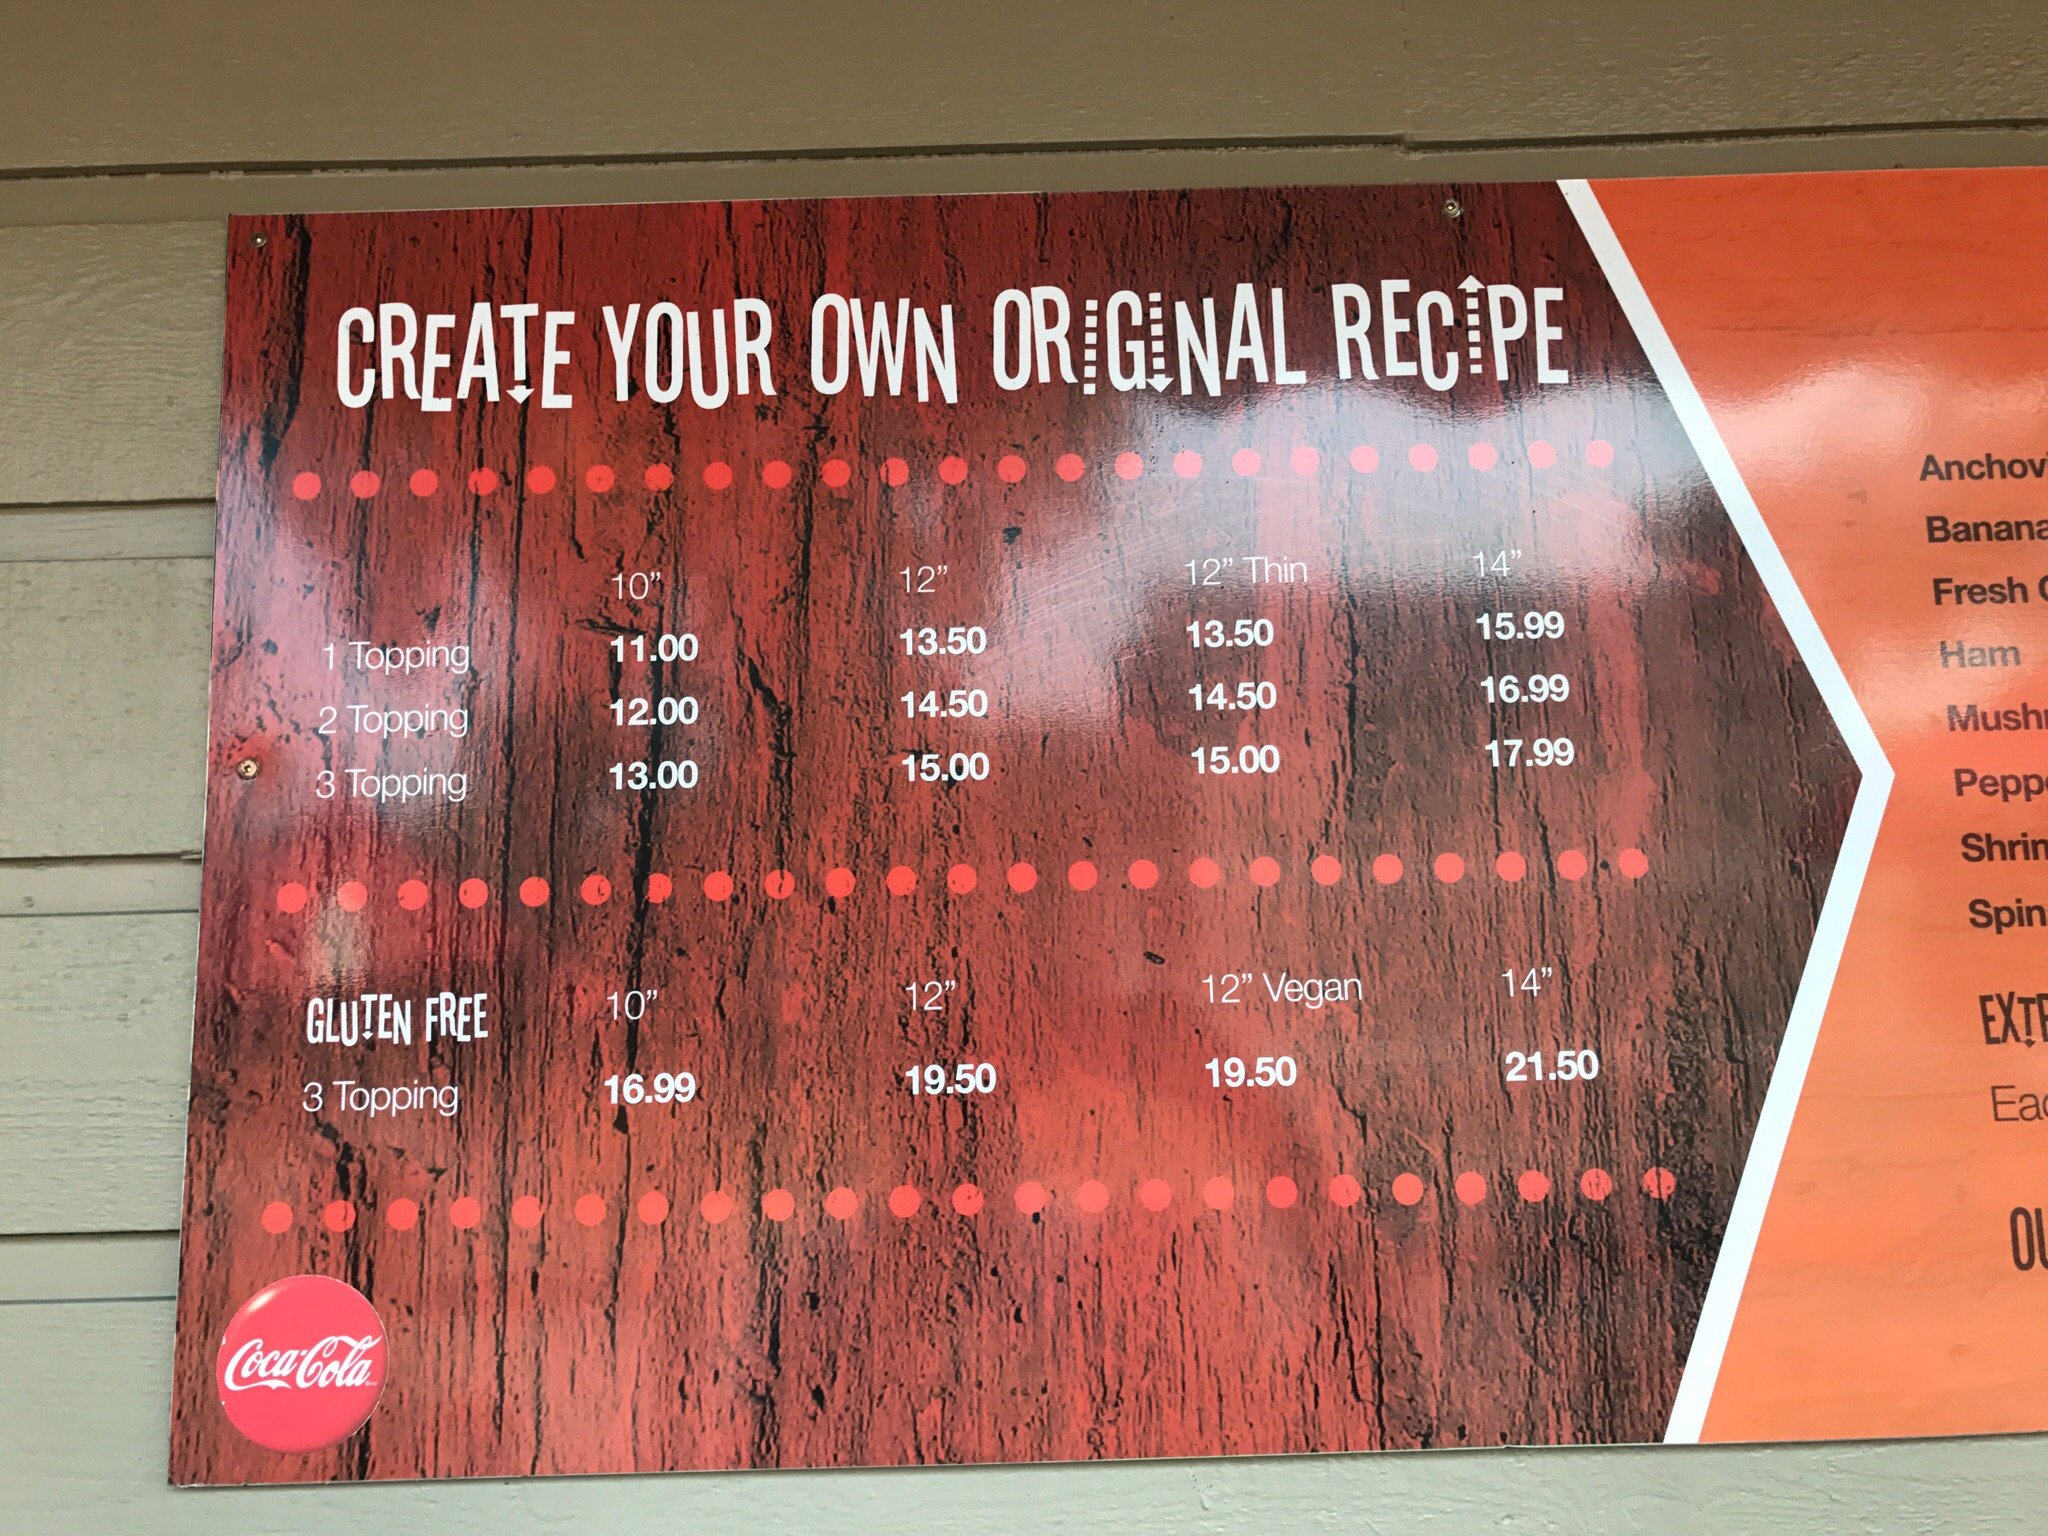 CREATE YOUR OWN ORIGINAL RECIPE
10” 12” 12” Thin 14”
1 Topping 11.00 13.50 13.50 15.99
2 Topping 12.00 14.50 14.50 16.99
3 Topping 13.00 15.00 15.00 17.99
GLUTEN FREE 10” 12” 12” Vegan 14”
3 Topping 16.99 19.50 19.50 21.50
Coca-Cola
Fresh
Ham